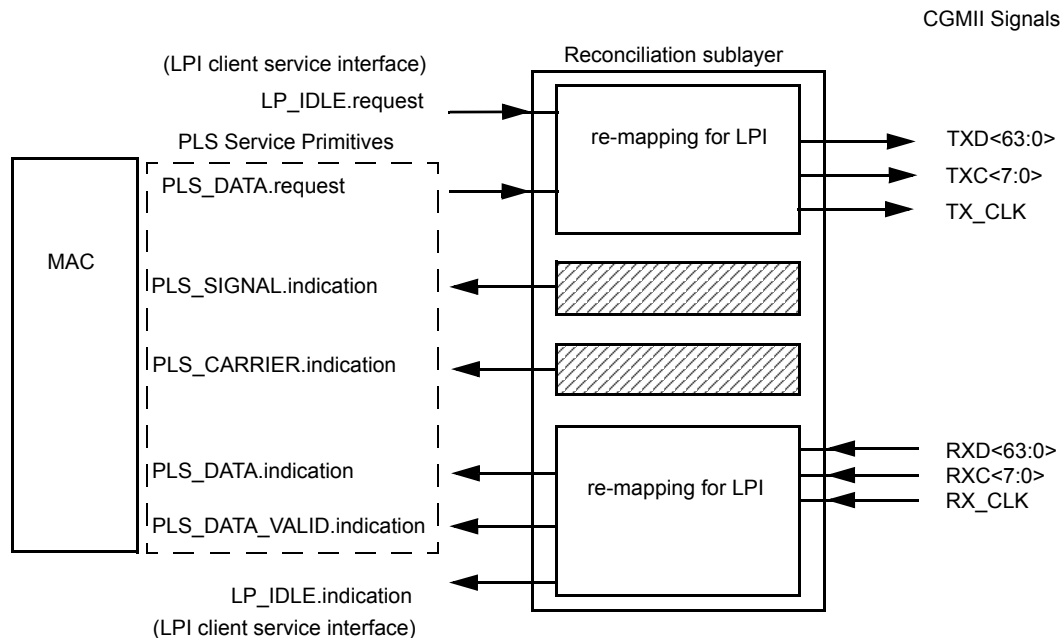 CGMII Signals
Reconciliation sublayer
(LPI client service interface)
LP_IDLE.request
re-mapping for LPI
TXD<63:0>
PLS Service Primitives
PLS_DATA.request
TXC<7:0>
TX_CLK
MAC
PLS_SIGNAL.indication
PLS_CARRIER.indication
RXD<63:0>
PLS_DATA.indication
re-mapping for LPI
RXC<7:0>
RX_CLK
PLS_DATA_VALID.indication
LP_IDLE.indication
(LPI client service interface)